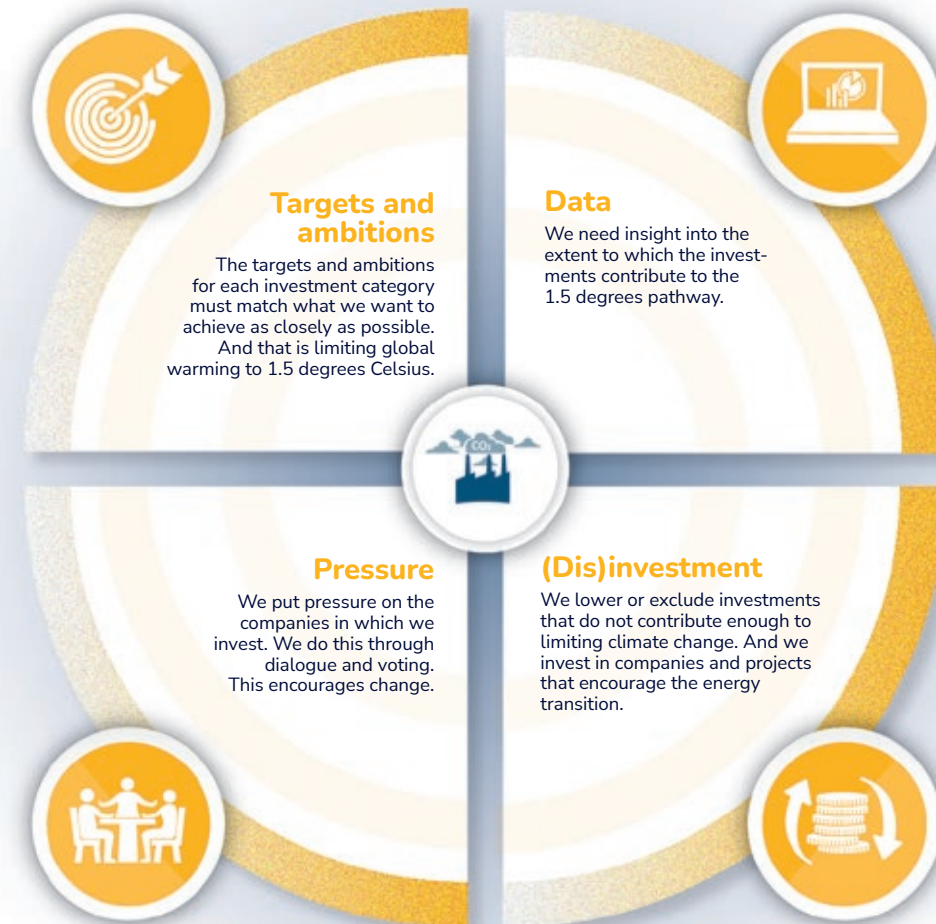 Targets and
ambitions
The targets and ambitions
for each investment category
must match what we want to
achieve as closely as possible.
And that is limiting global
warming to 1.5 degrees Celsius.
Data
We need insight into the
extent to which the invest-
ments contribute to the
1.5 degrees pathway.
CO₂
Pressure
We put pressure on the
companies in which we
invest. We do this through
dialogue and voting.
This encourages change.
(Dis)investment
We lower or exclude investments
that do not contribute enough to
limiting climate change. And we
invest in companies and projects
that encourage the energy
transition.